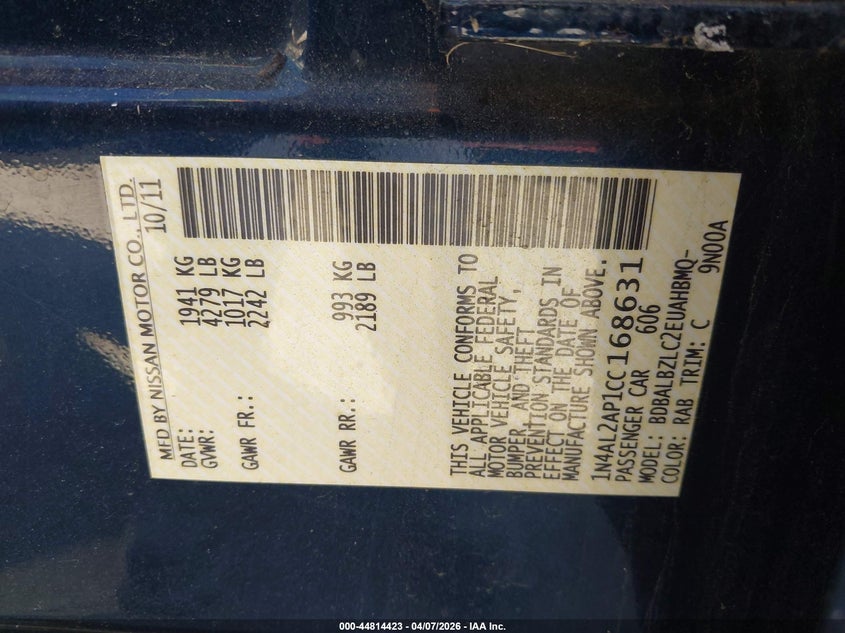 MFD BY NISSAN MOTOR CO., LTD.
DATE: 10/11
GVWR: 1941 KG
4279 LB
GAWR FR.: 1017 KG
2242 LB
GAWR RR.: 993 KG
2189 LB
THIS VEHICLE CONFORMS TO
ALL APPLICABLE FEDERAL
MOTOR VEHICLE SAFETY,
BUMPER, AND THEFT
PREVENTION STANDARDS IN
EFFECT ON THE DATE OF
MANUFACTURE SHOWN ABOVE.
1N4AL2AP1CC168631
PASSENGER CAR 606
MODEL: BDBALBZLC2EUAHBMQ-
COLOR: RAB TRIM: C 9N00A
000-44814423 - 04/07/2026 - IAA Inc.